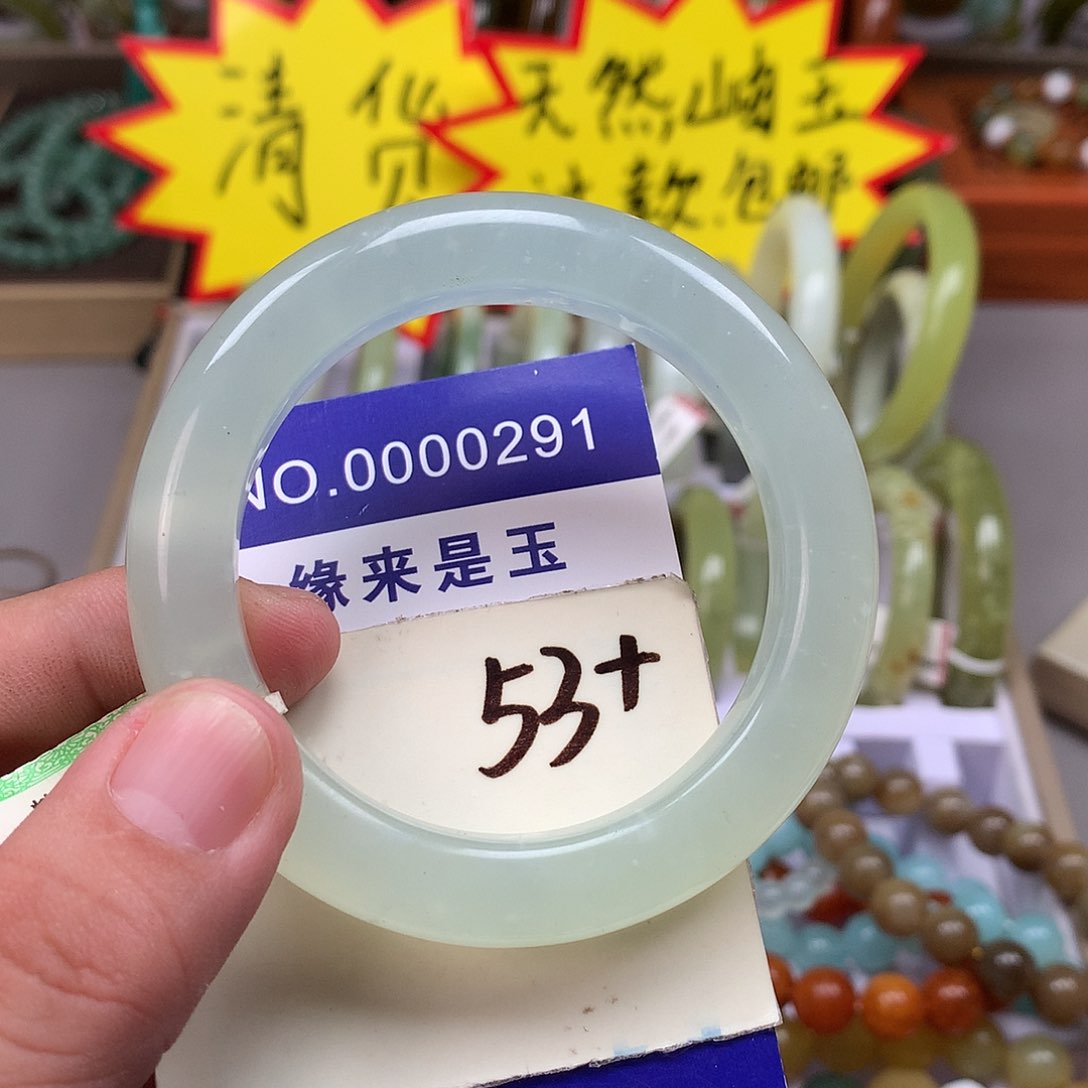 清货
天然岫玉
款包邮
NO.0000291
缘来是玉
53+